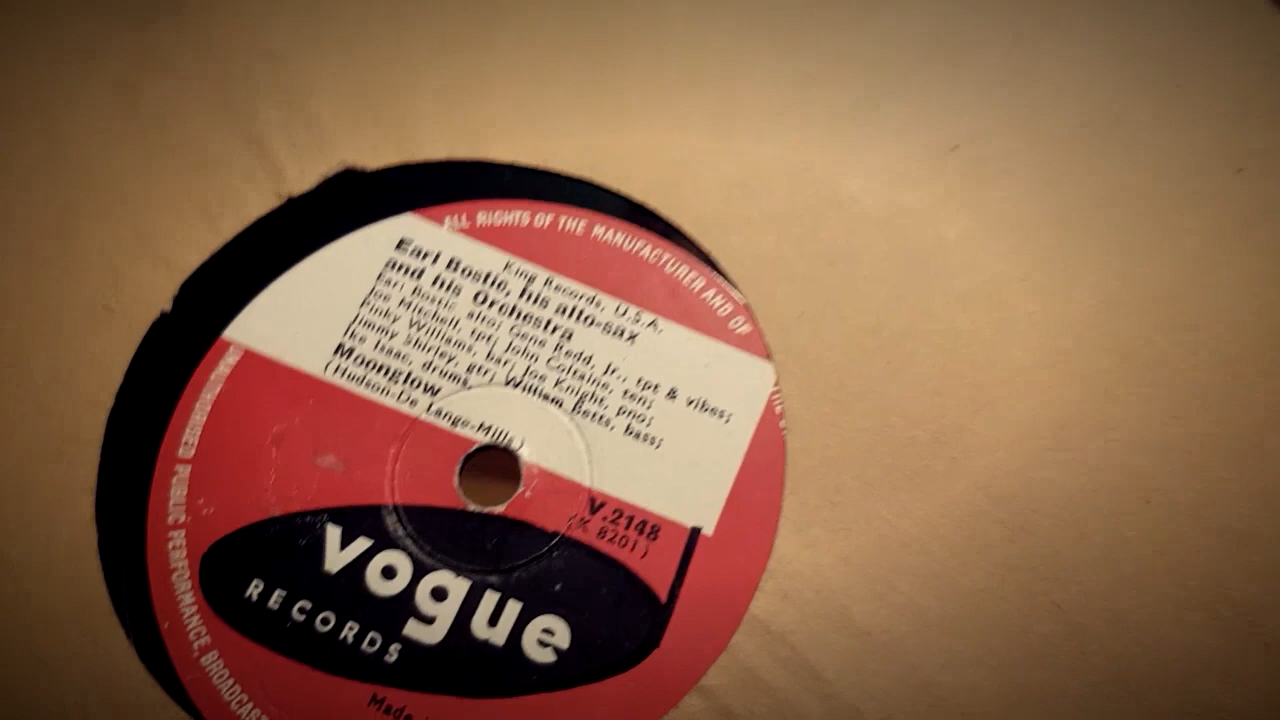 ALL RIGHTS OF THE MANUFACTURER AND OF
King Records, U.S.A.
Earl Bostic, his alto-sax
and his Orchestra
Earl Bostic alto; Gene Redd, Jr., tpt & vibes;
Joe Mitchell, tpt; John Coltaine, ten;
Pinky Williams, bar; Joe Knight, pno;
Jimmy Shirley, gtr; William Betts, bass;
Ike Isaac, drums.
Moonglow
(Hudson-De Lange-Mills)
V.2148
(K 8201)
vogue
RECORDS
PUBLIC PERFORMANCE, BROADCAST
Made